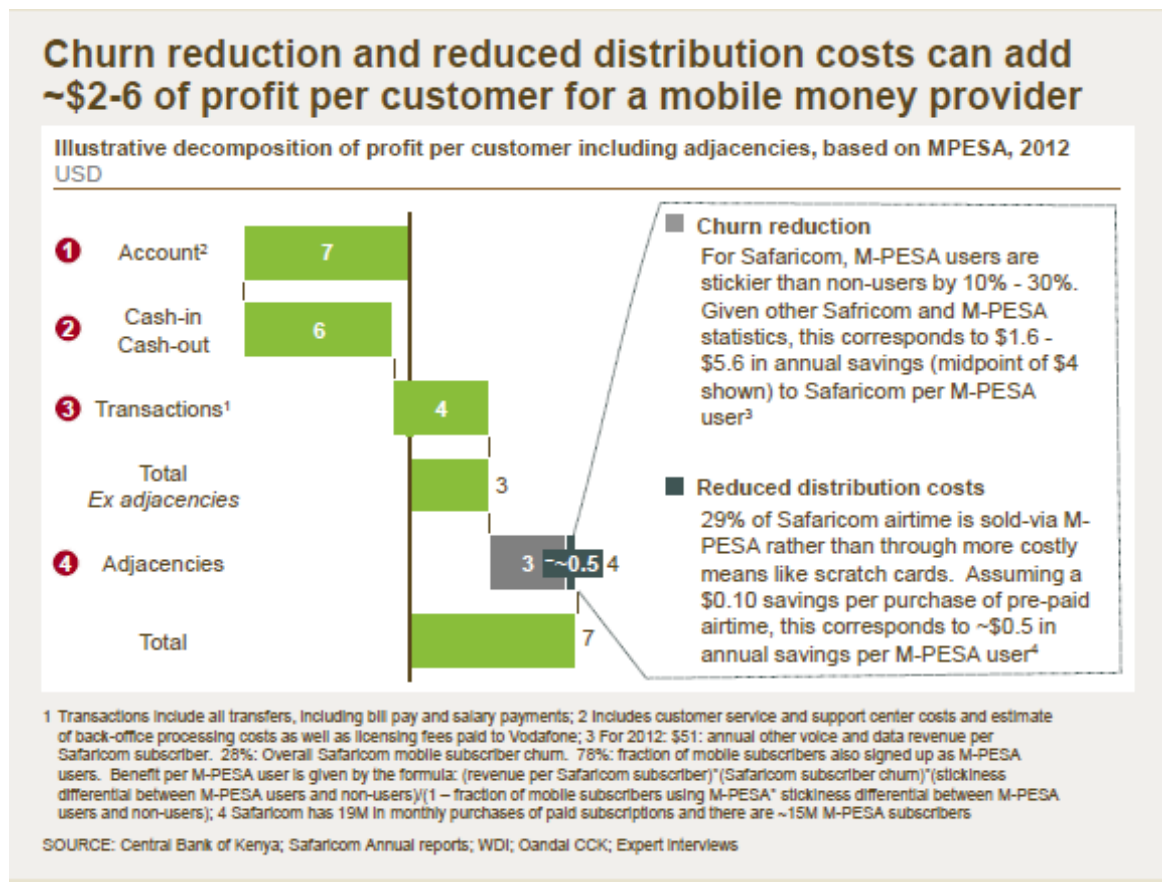 Churn reduction and reduced distribution costs can add
~$2-6 of profit per customer for a mobile money provider
Illustrative decomposition of profit per customer including adjacencies, based on MPESA, 2012
USD
1 Account² 7
2 Cash-in
Cash-out 6
3 Transactions¹ 4
Total
Ex adjacencies 3
4 Adjacencies 3 ~0.5 4
Total 7
Churn reduction
For Safaricom, M-PESA users are
stickier than non-users by 10% - 30%.
Given other Safricom and M-PESA
statistics, this corresponds to $1.6 -
$5.6 in annual savings (midpoint of $4
shown) to Safaricom per M-PESA
user³
Reduced distribution costs
29% of Safaricom airtime is sold-via M-
PESA rather than through more costly
means like scratch cards. Assuming a
$0.10 savings per purchase of pre-paid
airtime, this corresponds to ~$0.5 in
annual savings per M-PESA user⁴
1 Transactions include all transfers, including bill pay and salary payments; 2 Includes customer service and support center costs and estimate
of back-office processing costs as well as licensing fees paid to Vodafone; 3 For 2012: $51: annual other voice and data revenue per
Safaricom subscriber. 28%: Overall Safaricom mobile subscriber churn. 78%: fraction of mobile subscribers also signed up as M-PESA
users. Benefit per M-PESA user is given by the formula: (revenue per Safaricom subscriber)*(Safaricom subscriber churn)*(stickiness
differential between M-PESA users and non-users)/(1 – fraction of mobile subscribers using M-PESA* stickiness differential between M-PESA
users and non-users); 4 Safaricom has 19M in monthly purchases of paid subscriptions and there are ~15M M-PESA subscribers
SOURCE: Central Bank of Kenya; Safaricom Annual reports; WDI; Oandal CCK; Expert Interviews